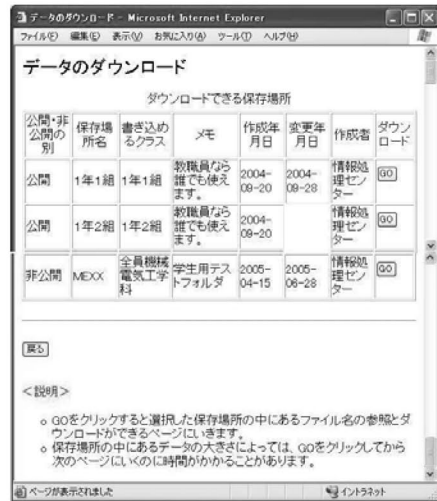 データのダウンロード - Microsoft Internet Explorer
ファイル(F) 編集(E) 表示(V) お気に入り(A) ツール(T) ヘルプ(H)
データのダウンロード
ダウンロードできる保存場所
公開・非公開の別 保存場所名 書き込めるクラス メモ 作成年月日 変更年月日 作成者 ダウンロード
公開 1年1組 1年1組 教職員なら誰でも使えます。 2004-09-20 2004-09-28 情報処理センター GO
公開 1年2組 1年2組 教職員なら誰でも使えます。 2004-09-20 情報処理センター GO
非公開 MEXX 全員機械電気工学科 学生用テストフォルダ 2005-04-15 2005-06-28 情報処理センター GO
戻る
<説明>
GOをクリックすると選択した保存場所の中にあるファイル名の参照とダ
ウンロードができるページにいきます。
保存場所の中にあるデータの大きさによっては、GOをクリックしてから
次のページにいくのに時間がかかることがあります。
ページが表示されました イントラネット